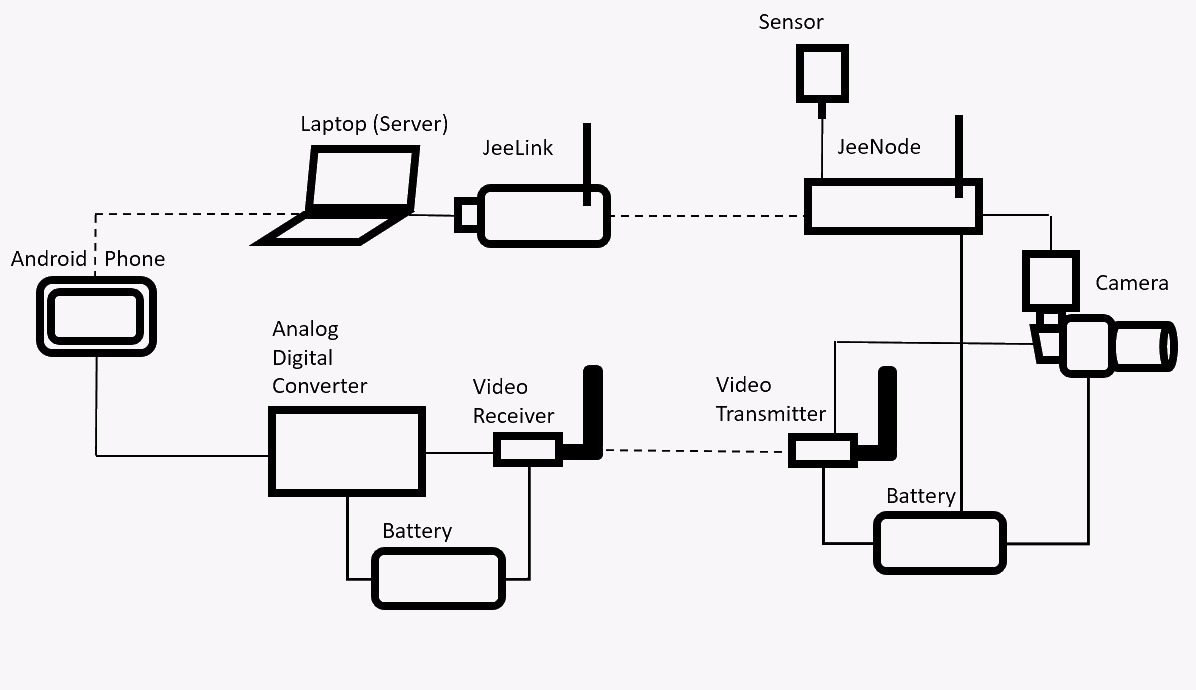 Sensor
Laptop (Server)
JeeLink
JeeNode
Android Phone
Camera
Analog
Digital
Converter
Video
Receiver
Video
Transmitter
Battery
Battery